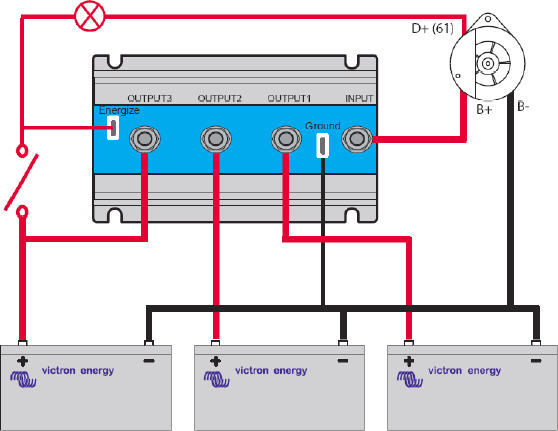 D+ (61)
OUTPUT3 OUTPUT2 OUTPUT1 INPUT
Energize
Ground
B+ B-
+ − + − + −
victron energy victron energy victron energy